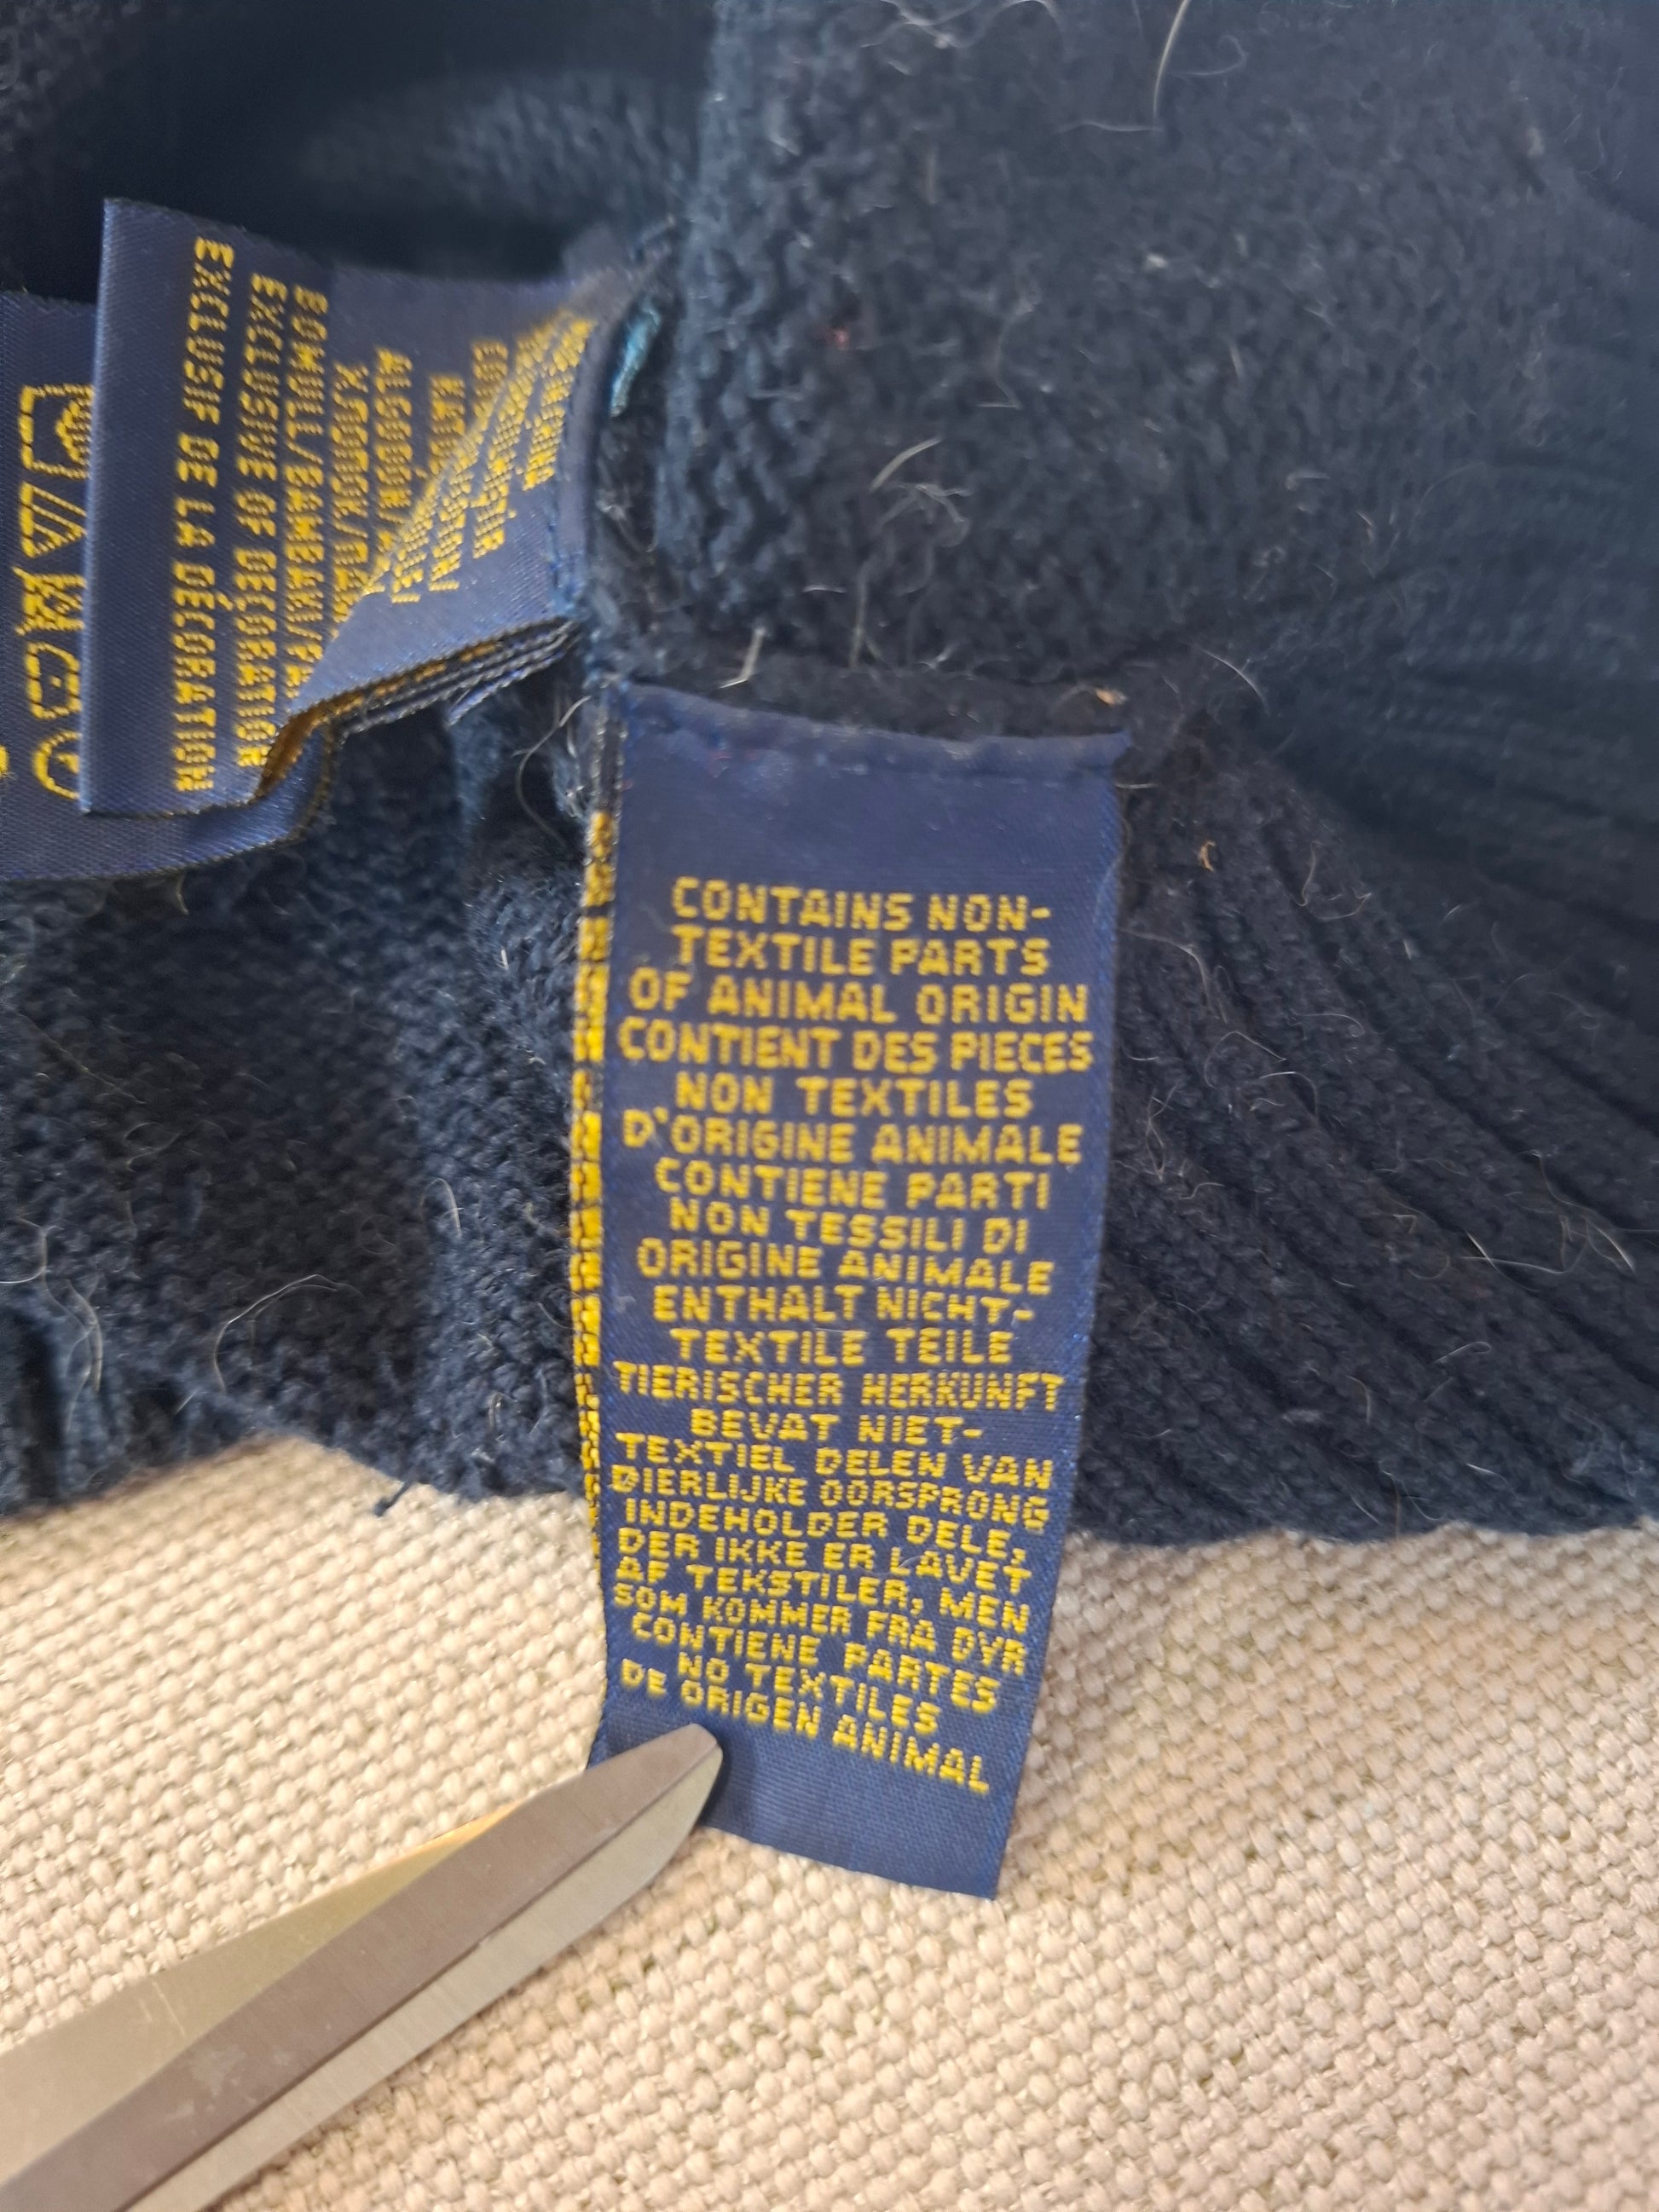 CONTAINS NON-
TEXTILE PARTS
OF ANIMAL ORIGIN
CONTIENT DES PIECES
NON TEXTILES
D'ORIGINE ANIMALE
CONTIENE PARTI
NON TESSILI DI
ORIGINE ANIMALE
ENTHALT NICHT-
TEXTILE TEILE
TIERISCHER HERKUNFT
BEVAT NIET-
TEXTIEL DELEN VAN
DIERLIJKE OORSPRONG
INDEHOLDER DELE,
DER IKKE ER LAVET
AF TEKSTILER, MEN
SOM KOMMER FRA DYR
CONTIENE PARTES
NO TEXTILES
DE ORIGEN ANIMAL
BOMULL/BAWEŁNA/
EXCLUSIVE OF DECORATION
EXCLUSIF DE LA DÉCORATION